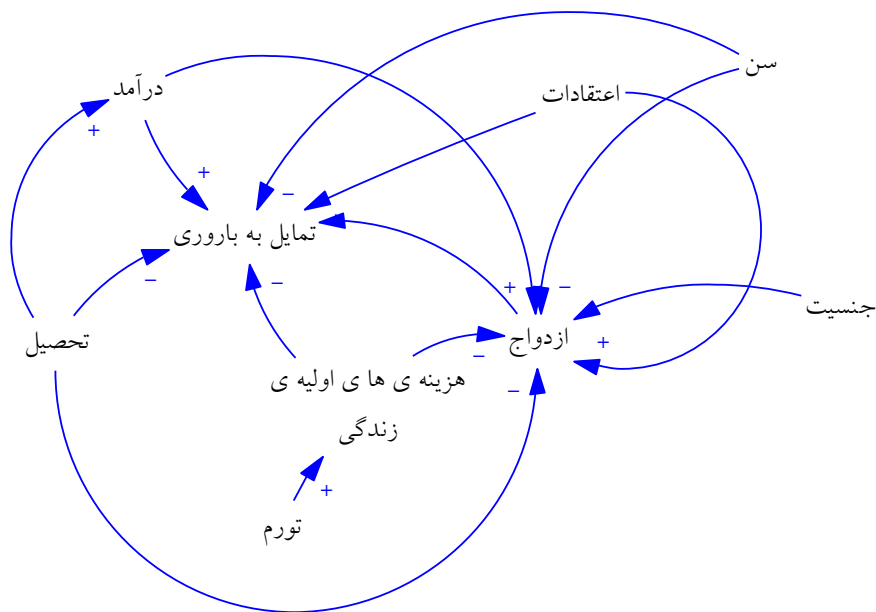 سن
درآمد
اعتقادات
+
+
–
تمایل به باروری
–
–
+
–
جنسیت
تحصیل
ازدواج
+
–
هزینه ی ها ی اولیه ی
–
زندگی
+
تورم